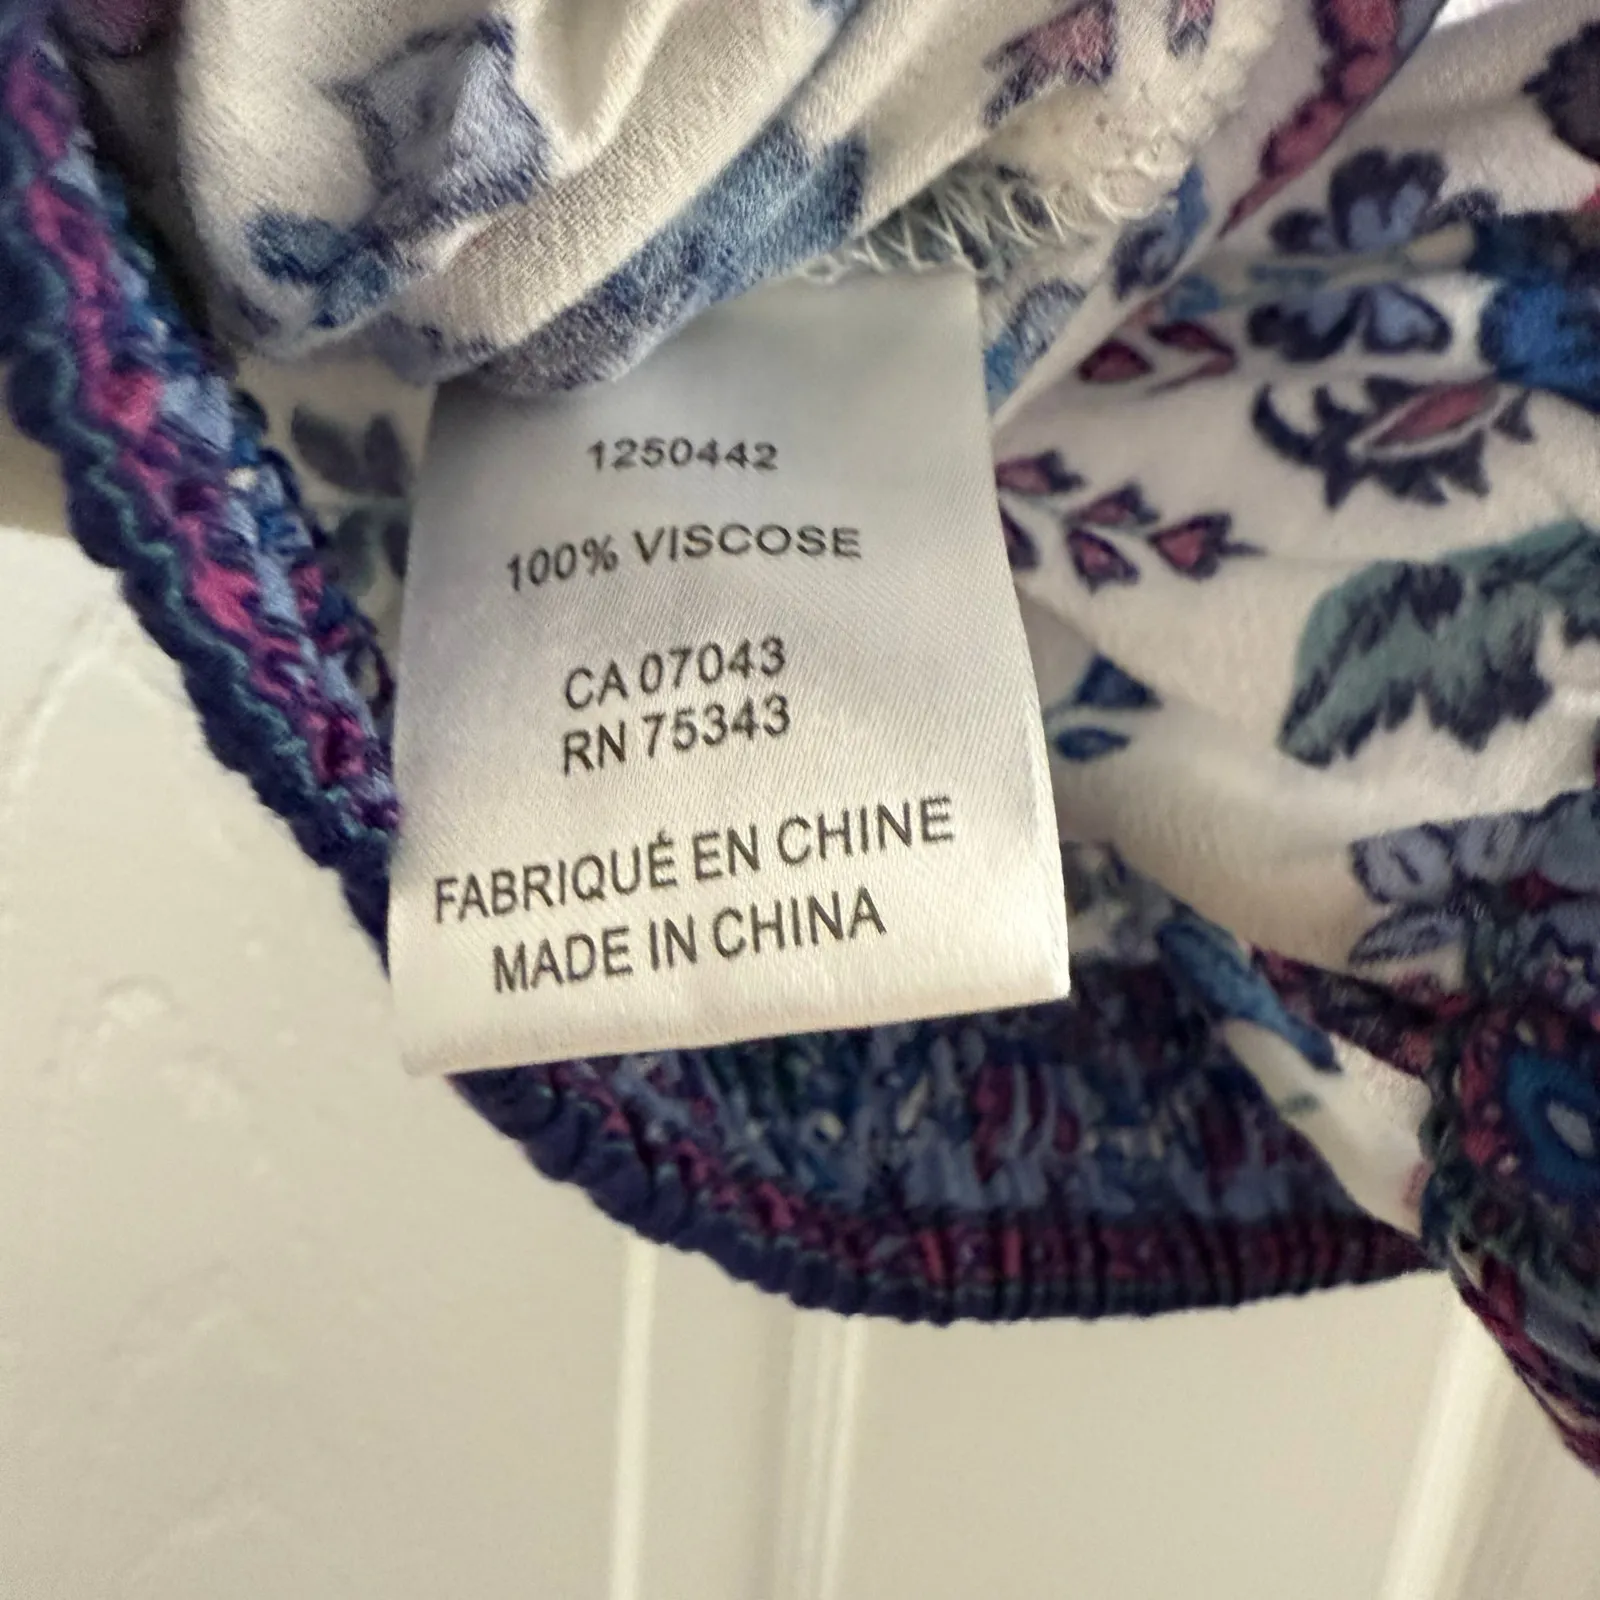 1250442
100% VISCOSE
CA 07043
RN 75343
FABRIQUÉ EN CHINE
MADE IN CHINA